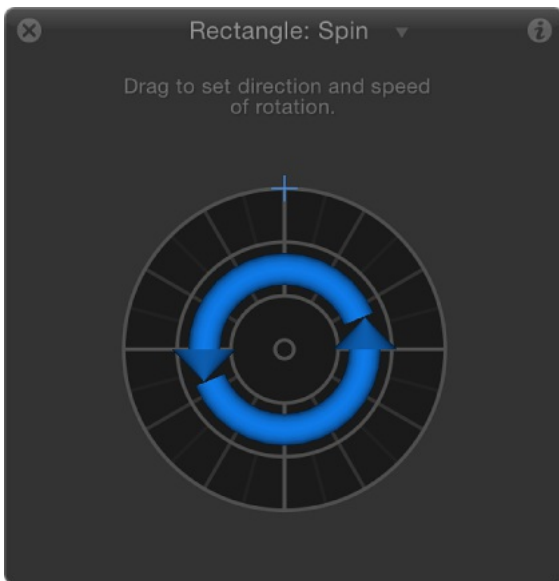 Rectangle: Spin
Drag to set direction and speed
of rotation.